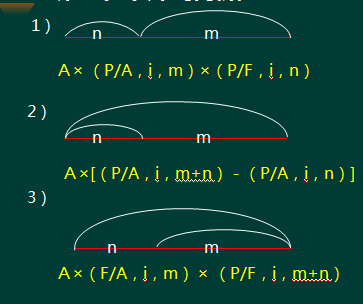 1)
n m
A×(P/A,i,m)×(P/F,i,n)
2)
n m
A×[(P/A,i,m+n)-(P/A,i,n)]
3)
n m
A×(F/A,i,m)×(P/F,i,m+n)